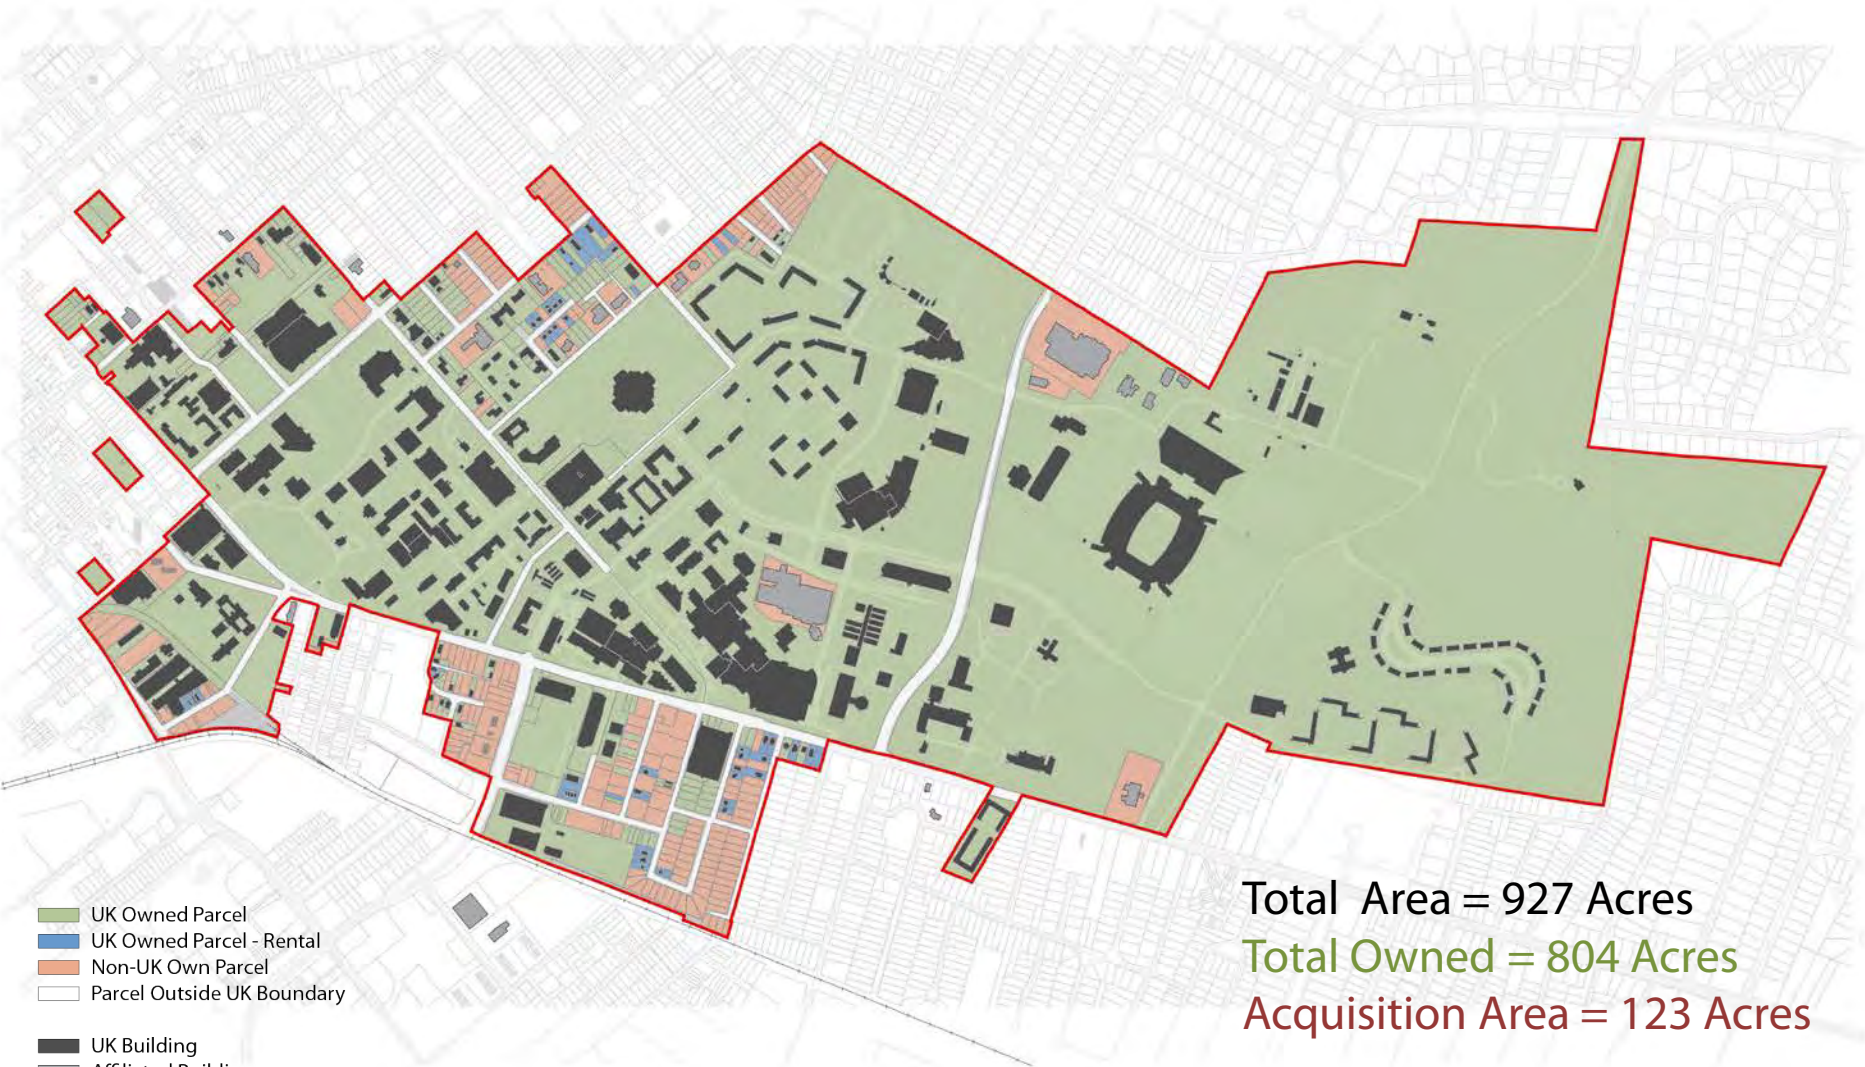 UK Owned Parcel
UK Owned Parcel - Rental
Non-UK Own Parcel
Parcel Outside UK Boundary
UK Building
Total Area = 927 Acres
Total Owned = 804 Acres
Acquisition Area = 123 Acres